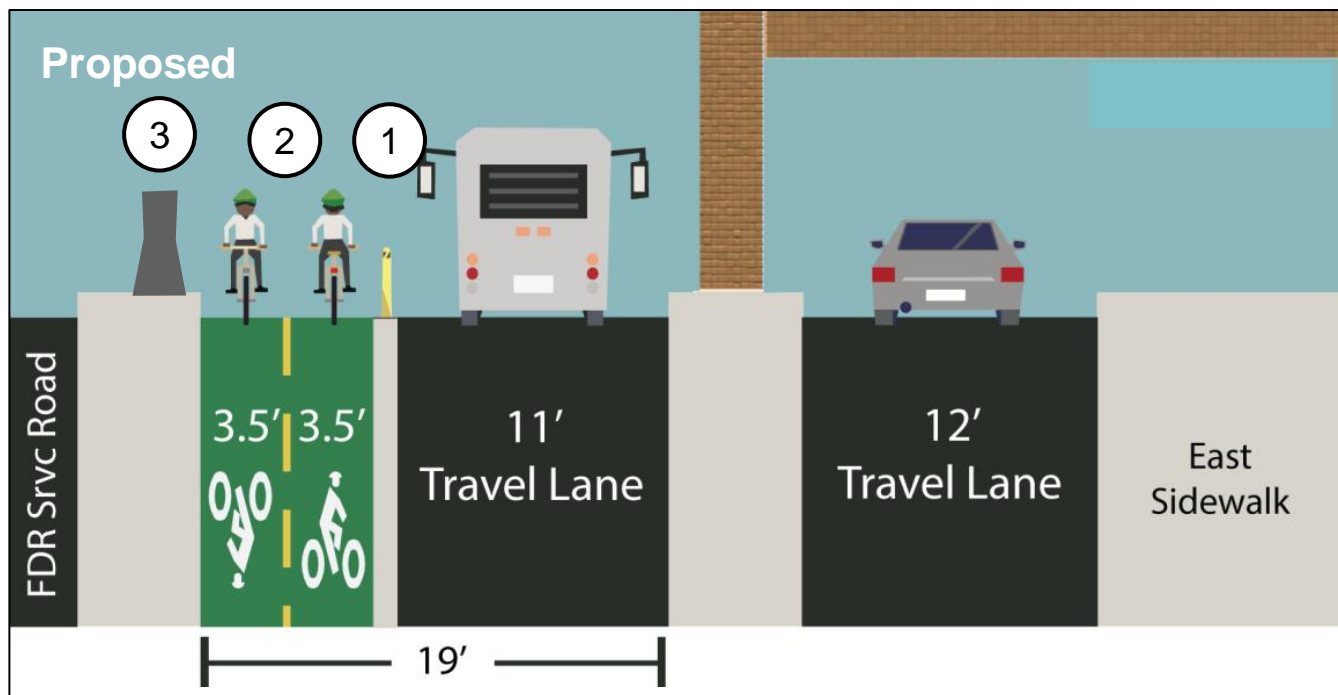 Proposed
3
2
1
FDR Srvc Road
3.5’
3.5’
11’
Travel Lane
12’
Travel Lane
East
Sidewalk
19’